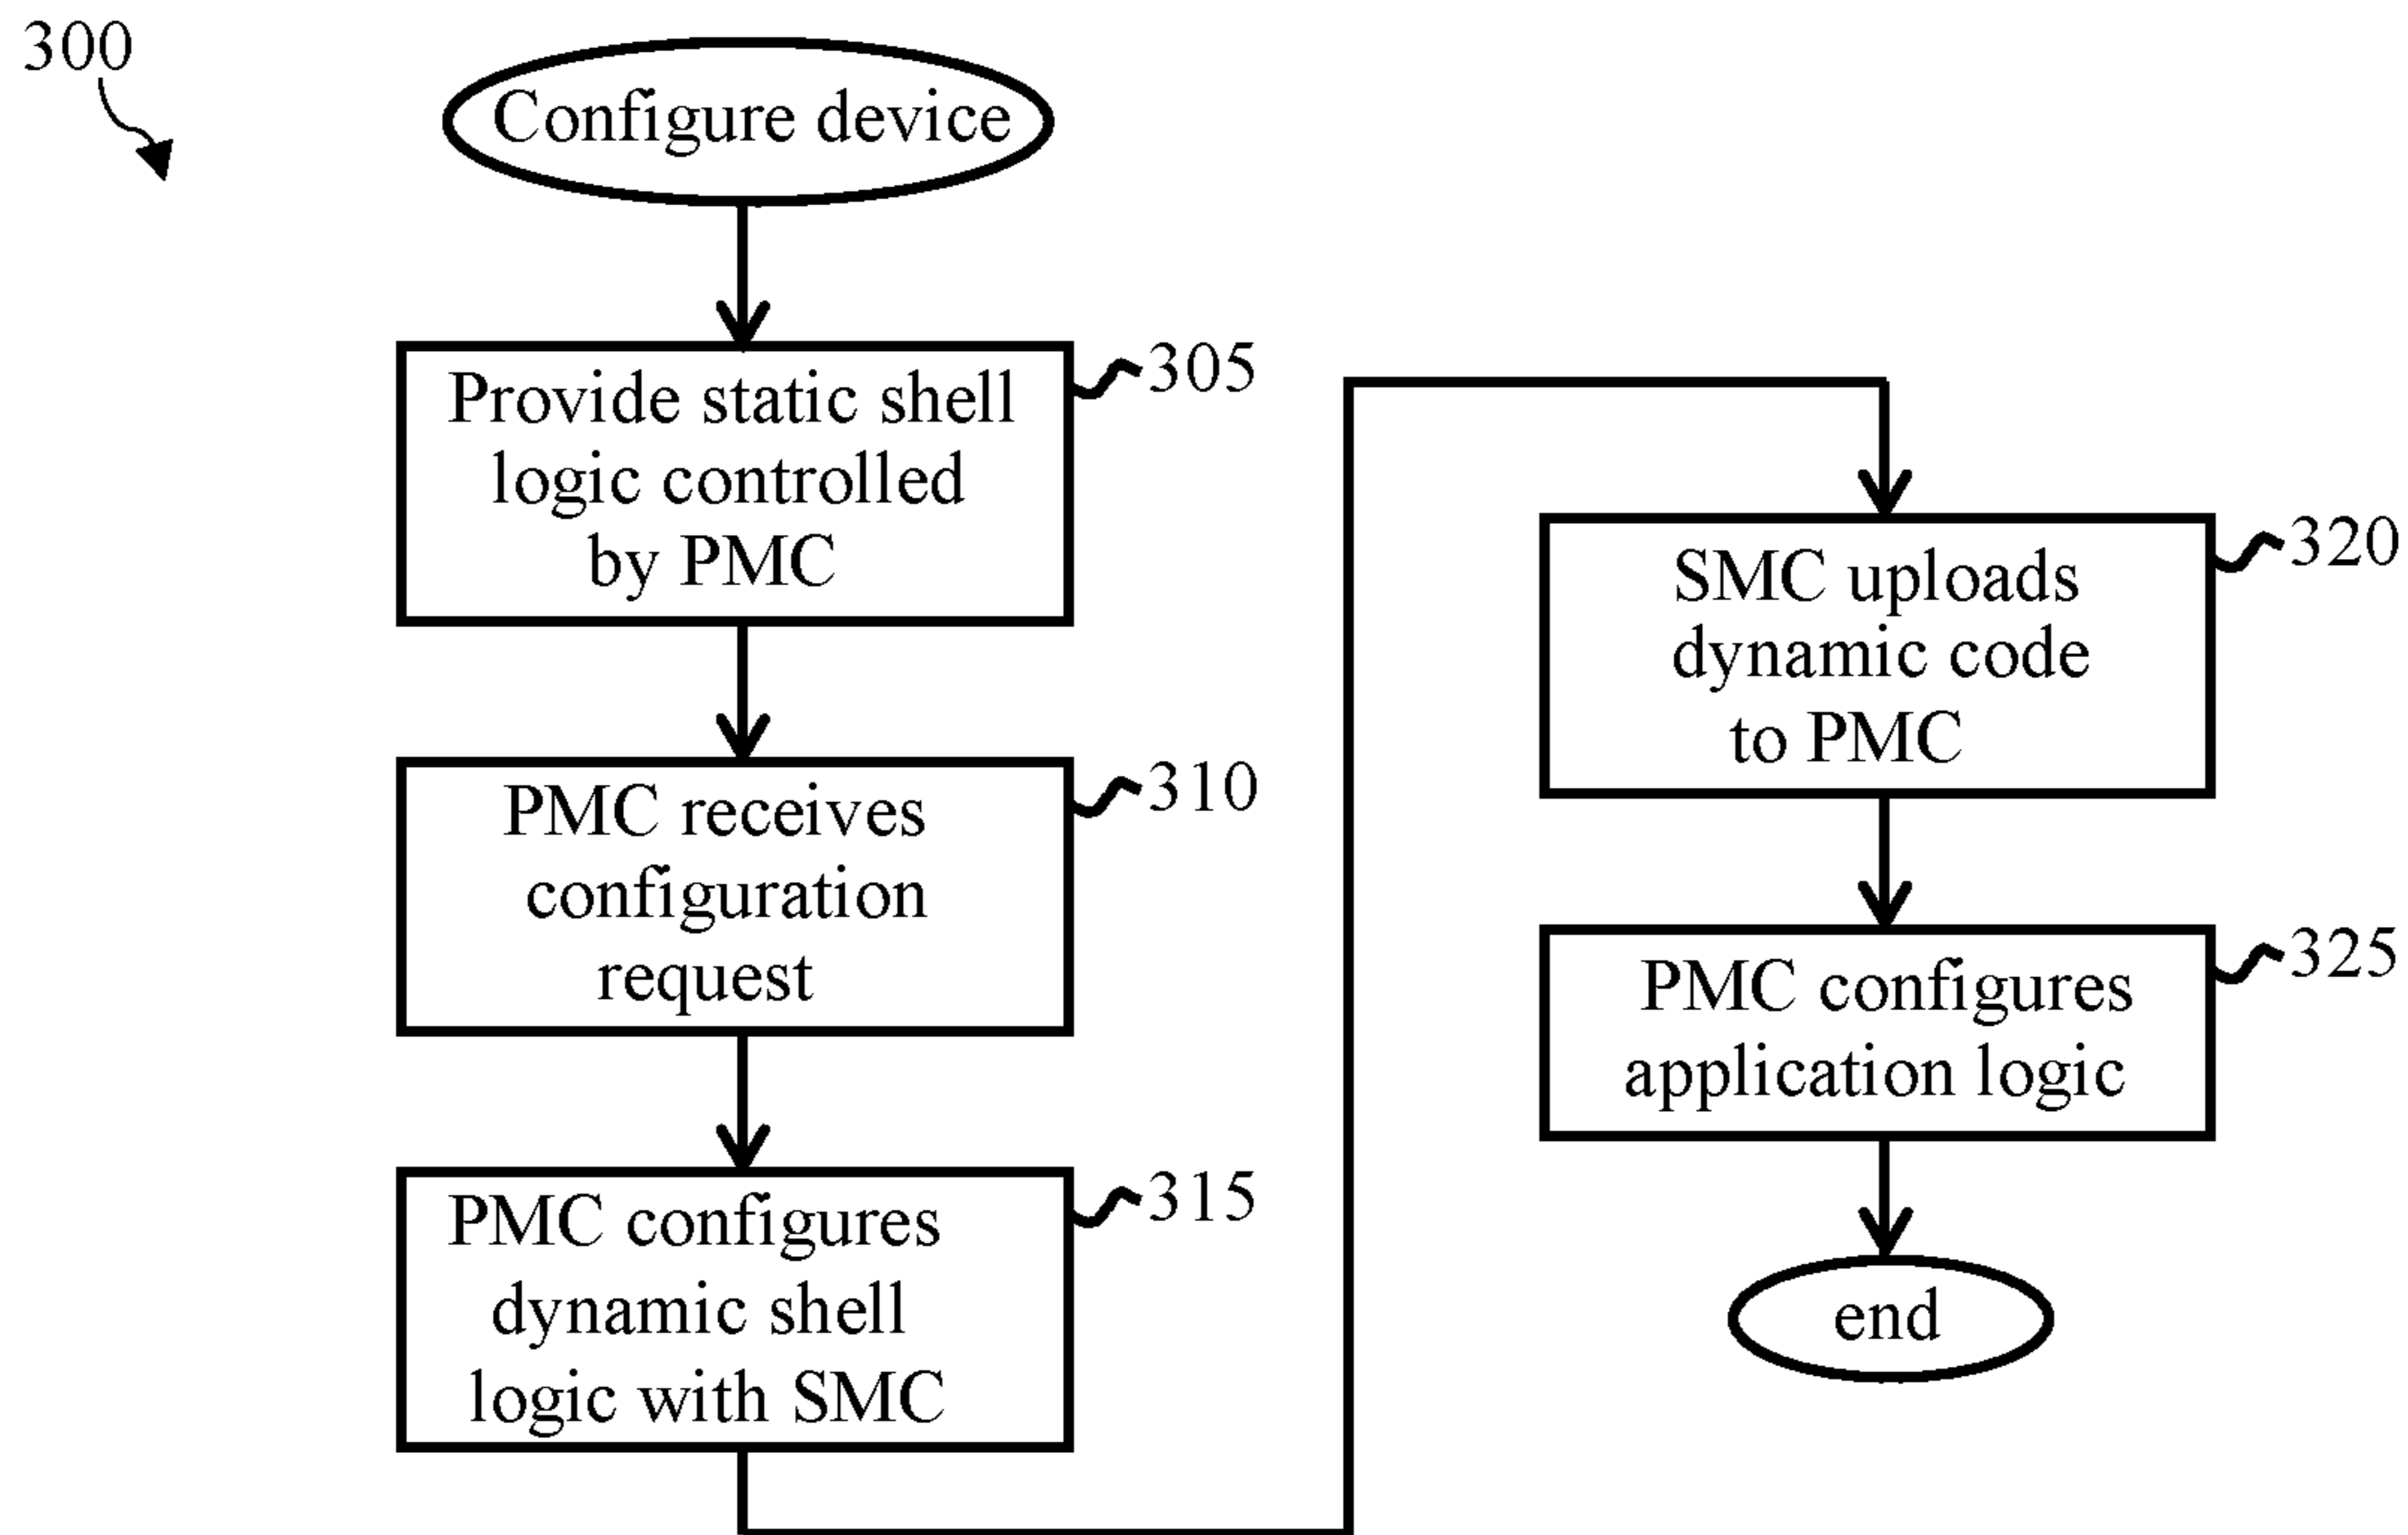 300
Configure device
Provide static shell
logic controlled
by PMC
305
PMC receives
configuration
request
310
PMC configures
dynamic shell
logic with SMC
315
SMC uploads
dynamic code
to PMC
320
PMC configures
application logic
325
end